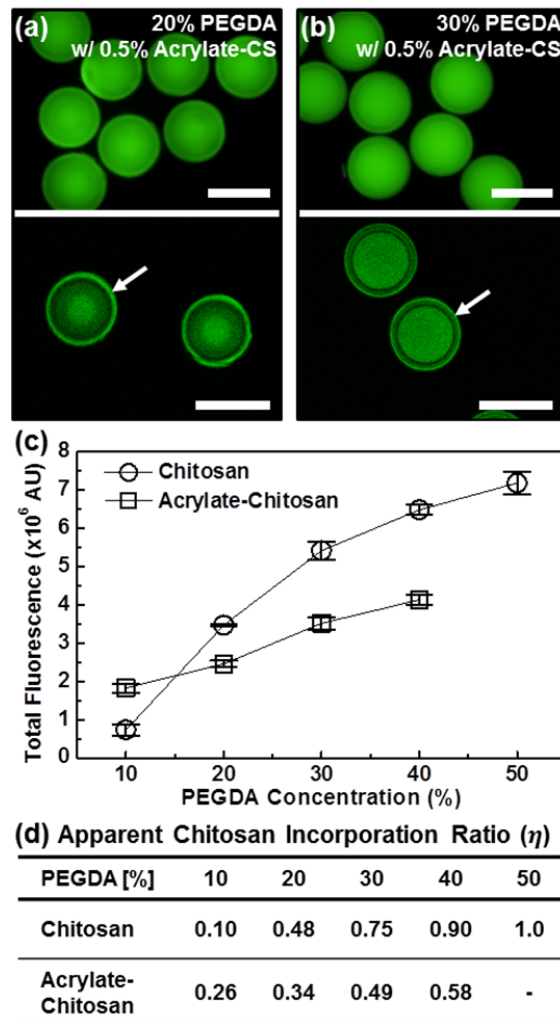 (a) 20% PEGDA
w/ 0.5% Acrylate-CS
(b) 30% PEGDA
w/ 0.5% Acrylate-CS
(c)
8
7
6
5
4
3
2
1
0
Total Fluorescence (x10⁶ AU)
Chitosan
Acrylate-Chitosan
10 20 30 40 50
PEGDA Concentration (%)
(d) Apparent Chitosan Incorporation Ratio (η)
PEGDA [%] 10 20 30 40 50
Chitosan 0.10 0.48 0.75 0.90 1.0
Acrylate-
Chitosan 0.26 0.34 0.49 0.58 -